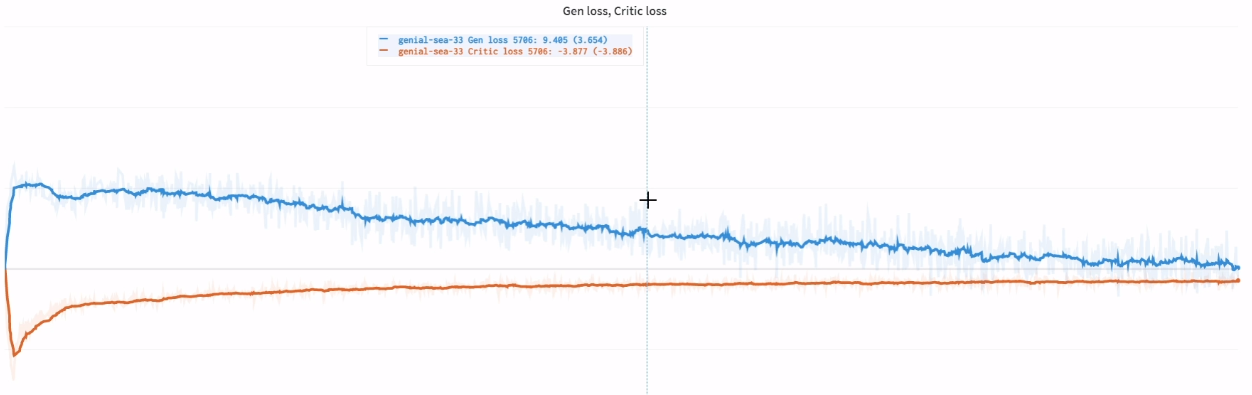 Gen loss, Critic loss
genial-sea-33 Gen loss 5706: 9.405 (3.654)
genial-sea-33 Critic loss 5706: -3.877 (-3.886)